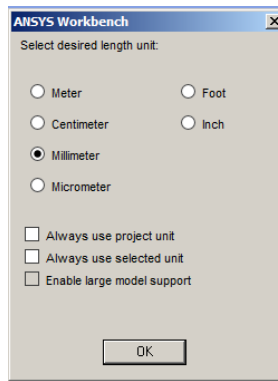 ANSYS Workbench
Select desired length unit:
Meter
Foot
Centimeter
Inch
Millimeter
Micrometer
Always use project unit
Always use selected unit
Enable large model support
OK